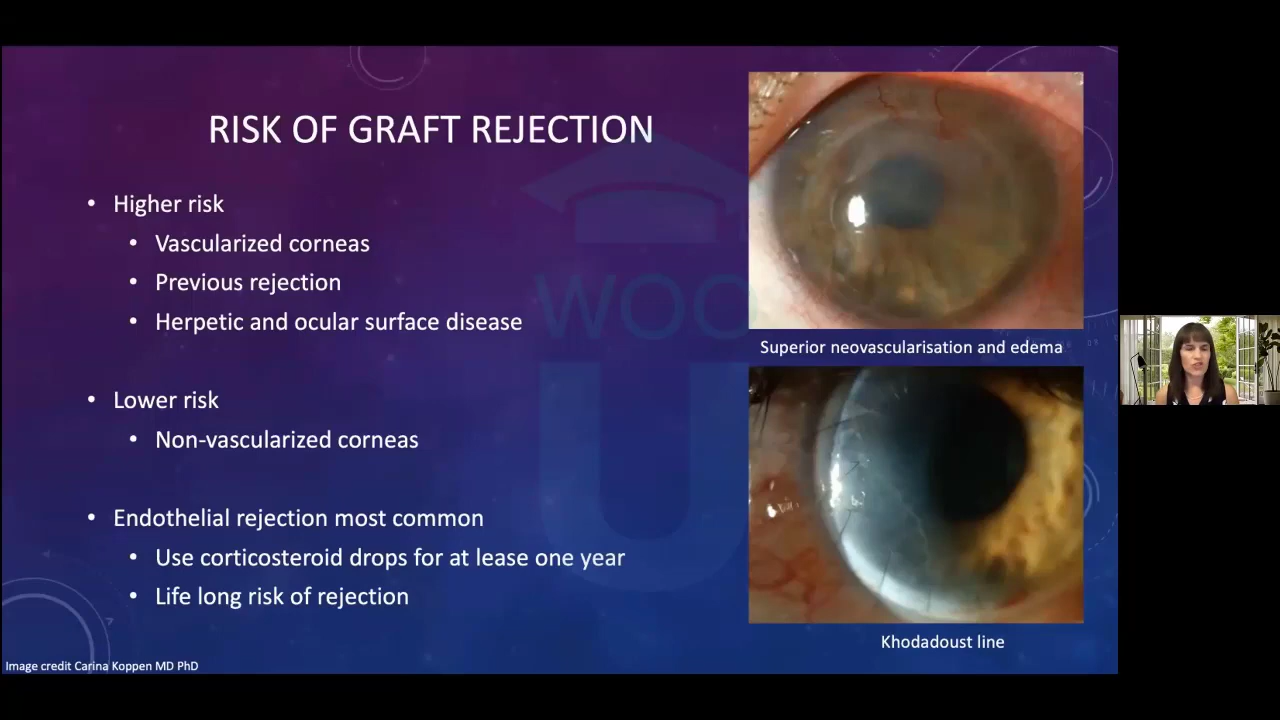 RISK OF GRAFT REJECTION
• Higher risk
• Vascularized corneas
• Previous rejection
• Herpetic and ocular surface disease
• Lower risk
• Non-vascularized corneas
• Endothelial rejection most common
• Use corticosteroid drops for at lease one year
• Life long risk of rejection
Superior neovascularisation and edema
Khodadoust line
Image credit Carina Koppen MD PhD
WOO
U